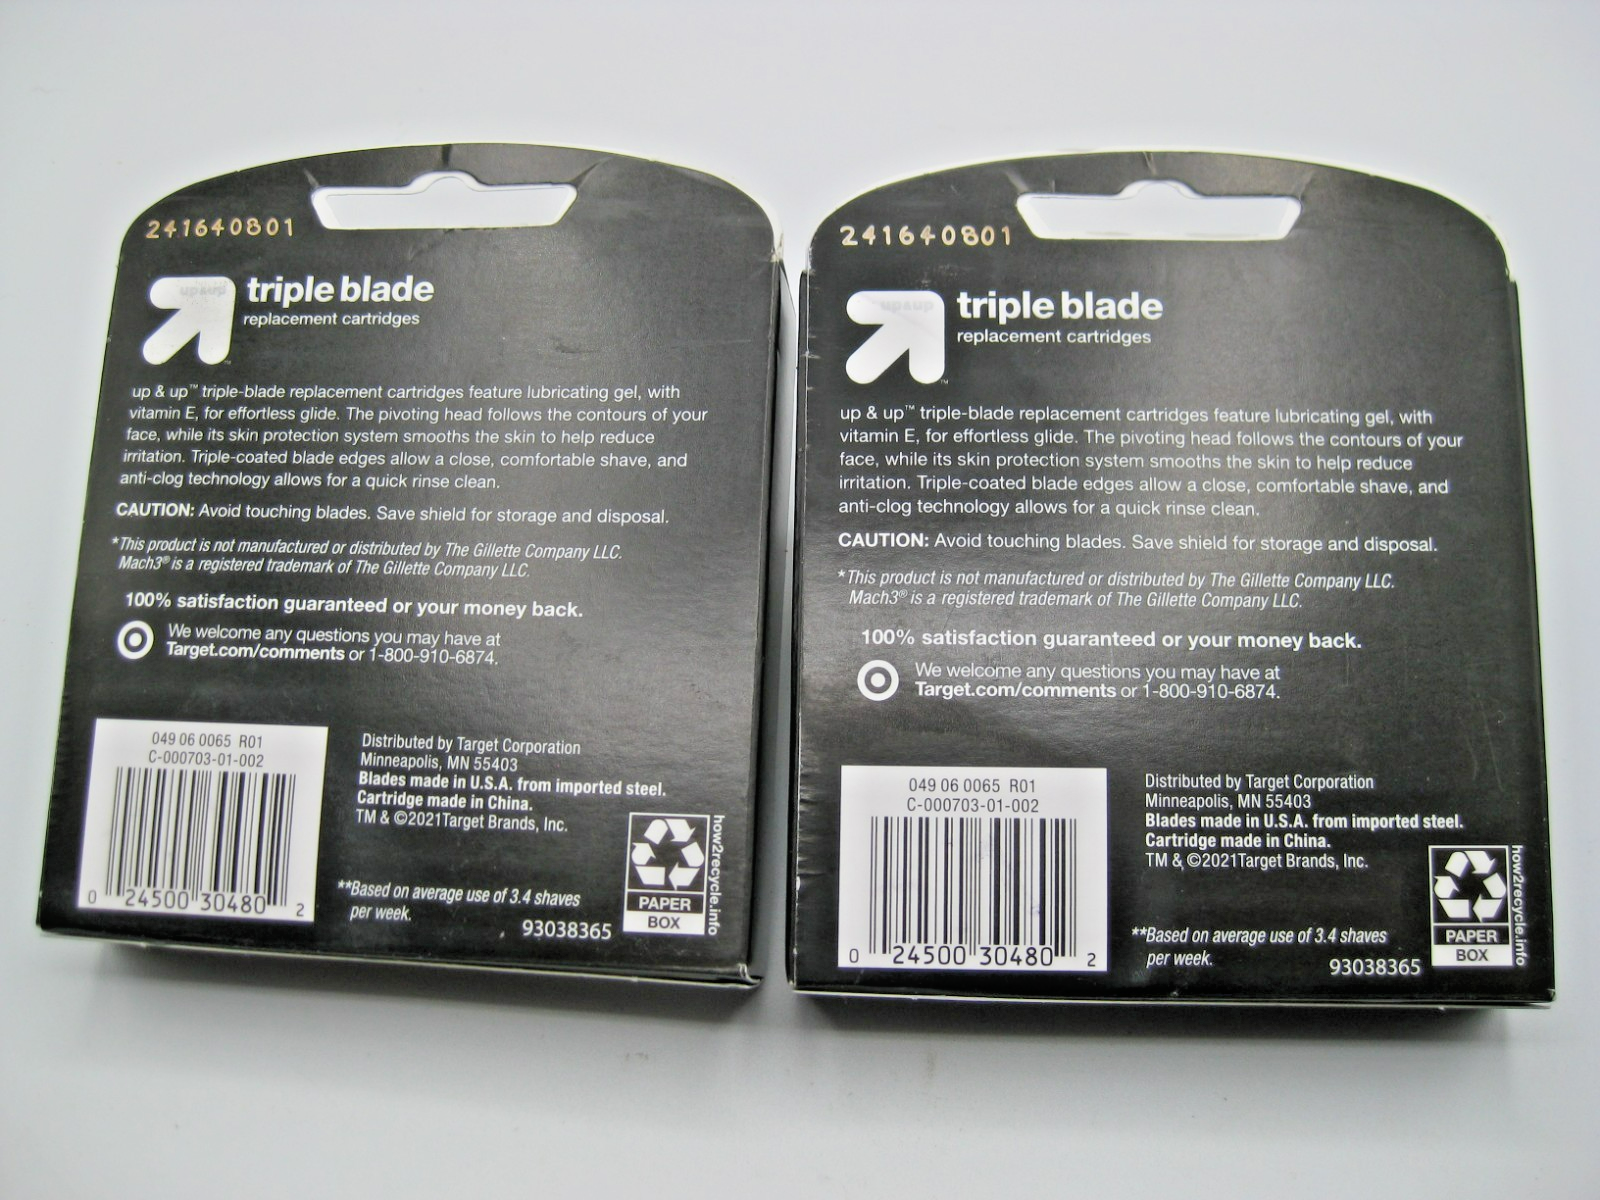 241640801
up&up
triple blade
replacement cartridges
up & up™ triple-blade replacement cartridges feature lubricating gel, with
vitamin E, for effortless glide. The pivoting head follows the contours of your
face, while its skin protection system smooths the skin to help reduce
irritation. Triple-coated blade edges allow a close, comfortable shave, and
anti-clog technology allows for a quick rinse clean.
CAUTION: Avoid touching blades. Save shield for storage and disposal.
*This product is not manufactured or distributed by The Gillette Company LLC.
Mach3® is a registered trademark of The Gillette Company LLC.
100% satisfaction guaranteed or your money back.
We welcome any questions you may have at
Target.com/comments or 1-800-910-6874.
049 06 0065 R01
C-000703-01-002
0 24500 30480 2
Distributed by Target Corporation
Minneapolis, MN 55403
Blades made in U.S.A. from imported steel.
Cartridge made in China.
TM & ©2021Target Brands, Inc.
**Based on average use of 3.4 shaves
per week.
93038365
PAPER
BOX
how2recycle.info
241640801
up&up
triple blade
replacement cartridges
up & up™ triple-blade replacement cartridges feature lubricating gel, with
vitamin E, for effortless glide. The pivoting head follows the contours of your
face, while its skin protection system smooths the skin to help reduce
irritation. Triple-coated blade edges allow a close, comfortable shave, and
anti-clog technology allows for a quick rinse clean.
CAUTION: Avoid touching blades. Save shield for storage and disposal.
*This product is not manufactured or distributed by The Gillette Company LLC.
Mach3® is a registered trademark of The Gillette Company LLC.
100% satisfaction guaranteed or your money back.
We welcome any questions you may have at
Target.com/comments or 1-800-910-6874.
049 06 0065 R01
C-000703-01-002
0 24500 30480 2
Distributed by Target Corporation
Minneapolis, MN 55403
Blades made in U.S.A. from imported steel.
Cartridge made in China.
TM & ©2021Target Brands, Inc.
**Based on average use of 3.4 shaves
per week.
93038365
PAPER
BOX
how2recycle.info